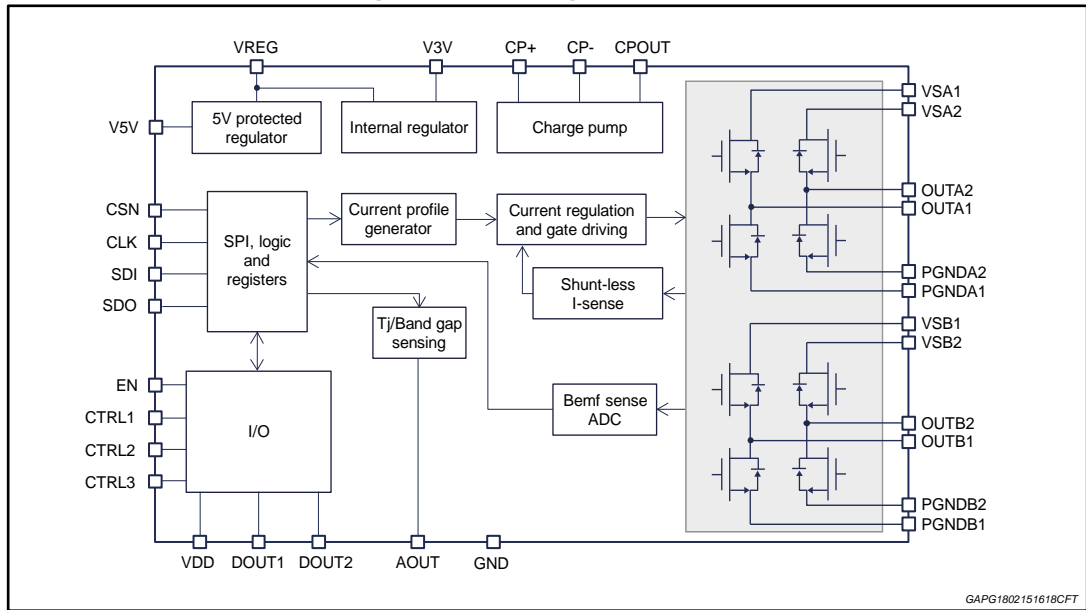 VREG
V3V
CP+
CP-
CPOUT
VSA1
VSA2
V5V
5V protected
regulator
Internal regulator
Charge pump
CSN
CLK
SDI
SDO
SPI, logic
and
registers
Current profile
generator
Current regulation
and gate driving
OUTA2
OUTA1
Shunt-less
I-sense
PGNDA2
PGNDA1
Tj/Band gap
sensing
VSB1
VSB2
EN
CTRL1
CTRL2
CTRL3
I/O
Bemf sense
ADC
OUTB2
OUTB1
PGNDB2
PGNDB1
VDD
DOUT1
DOUT2
AOUT
GND
GAPG1802151618CFT